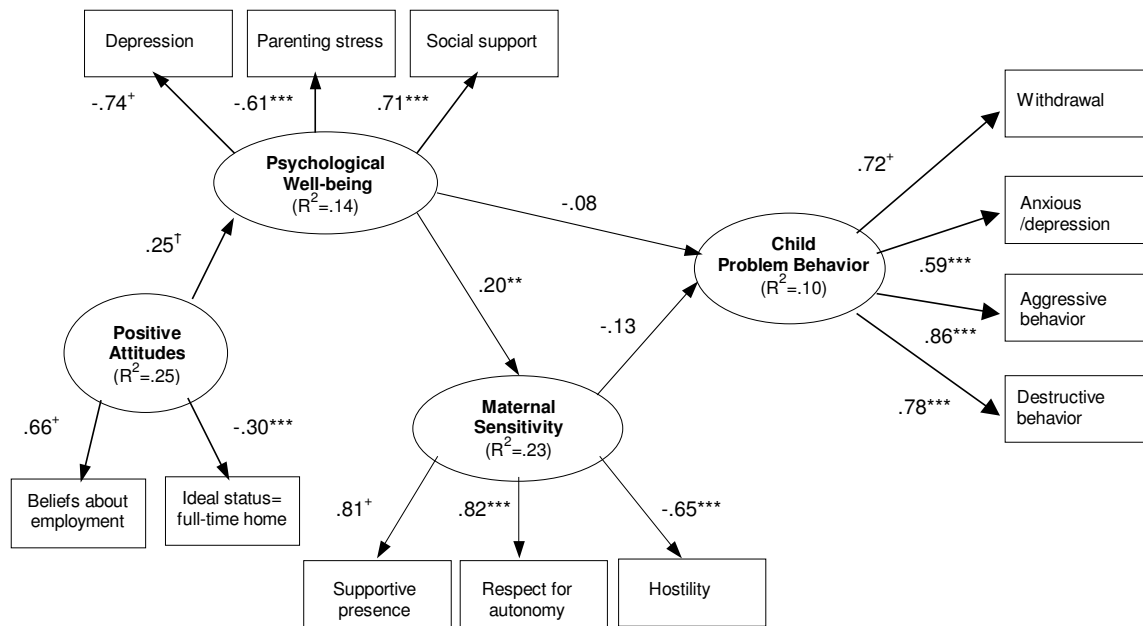 Depression
Parenting stress
Social support
-.74+
-.61***
.71***
Psychological
Well-being
(R2=.14)
Withdrawal
.72+
Anxious
/depression
-.08
Child
Problem Behavior
(R2=.10)
.59***
.25†
.20**
Aggressive
behavior
.86***
Positive
Attitudes
(R2=.25)
-.13
.78***
Destructive
behavior
Maternal
Sensitivity
(R2=.23)
.66+
-.30***
Beliefs about
employment
Ideal status=
full-time home
.81+
.82***
-.65***
Supportive
presence
Respect for
autonomy
Hostility